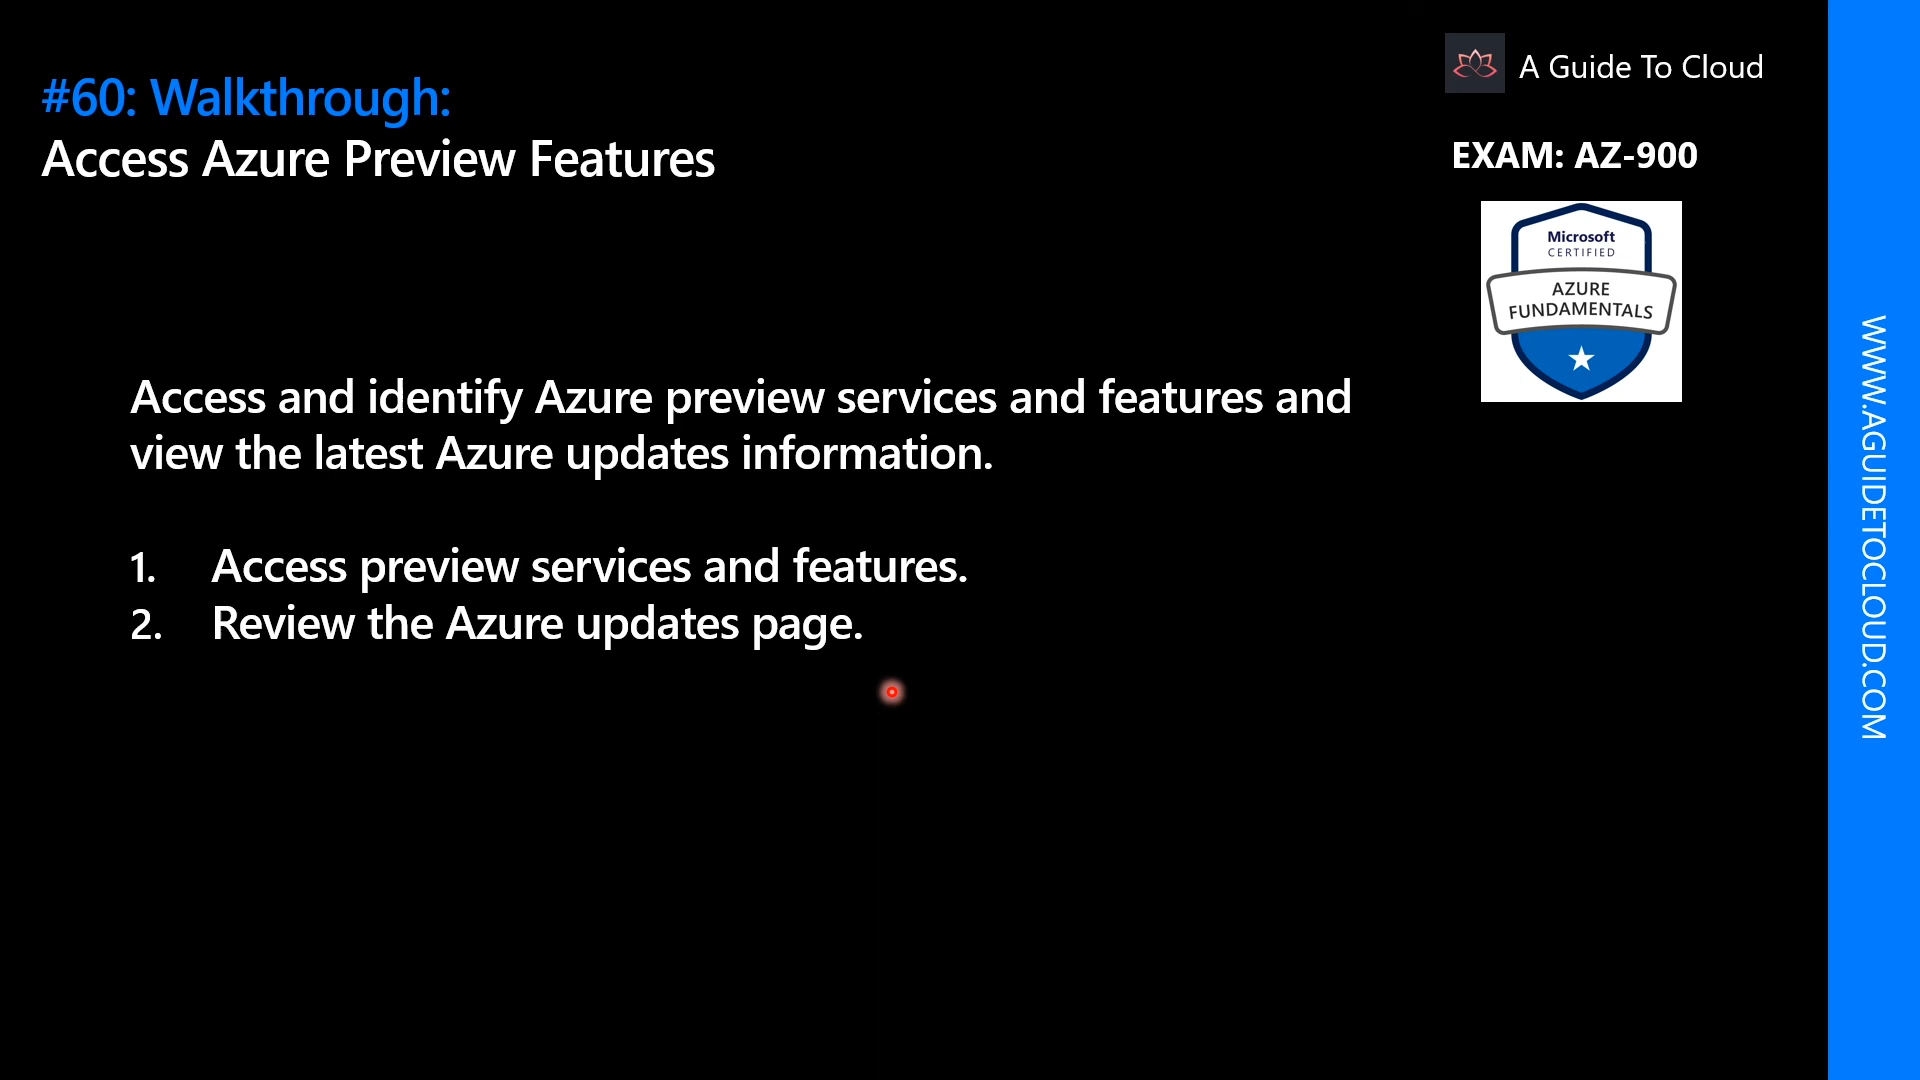 #60: Walkthrough:
Access Azure Preview Features
A Guide To Cloud
EXAM: AZ-900
Microsoft
CERTIFIED
AZURE
FUNDAMENTALS
Access and identify Azure preview services and features and
view the latest Azure updates information.
1. Access preview services and features.
2. Review the Azure updates page.
WWW.AGUIDETOCLOUD.COM